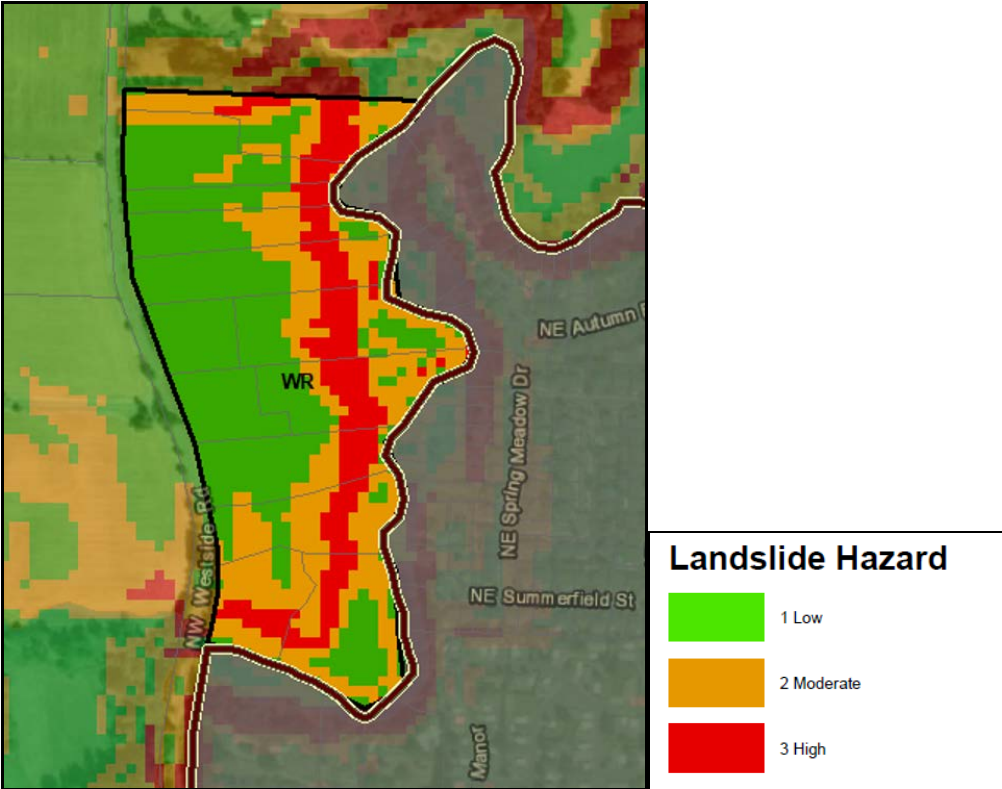 NE Autumn
WR
NE Spring Meadow Dr
NW Westside Rd
NE Summerfield St
Manor
Landslide Hazard
1 Low
2 Moderate
3 High